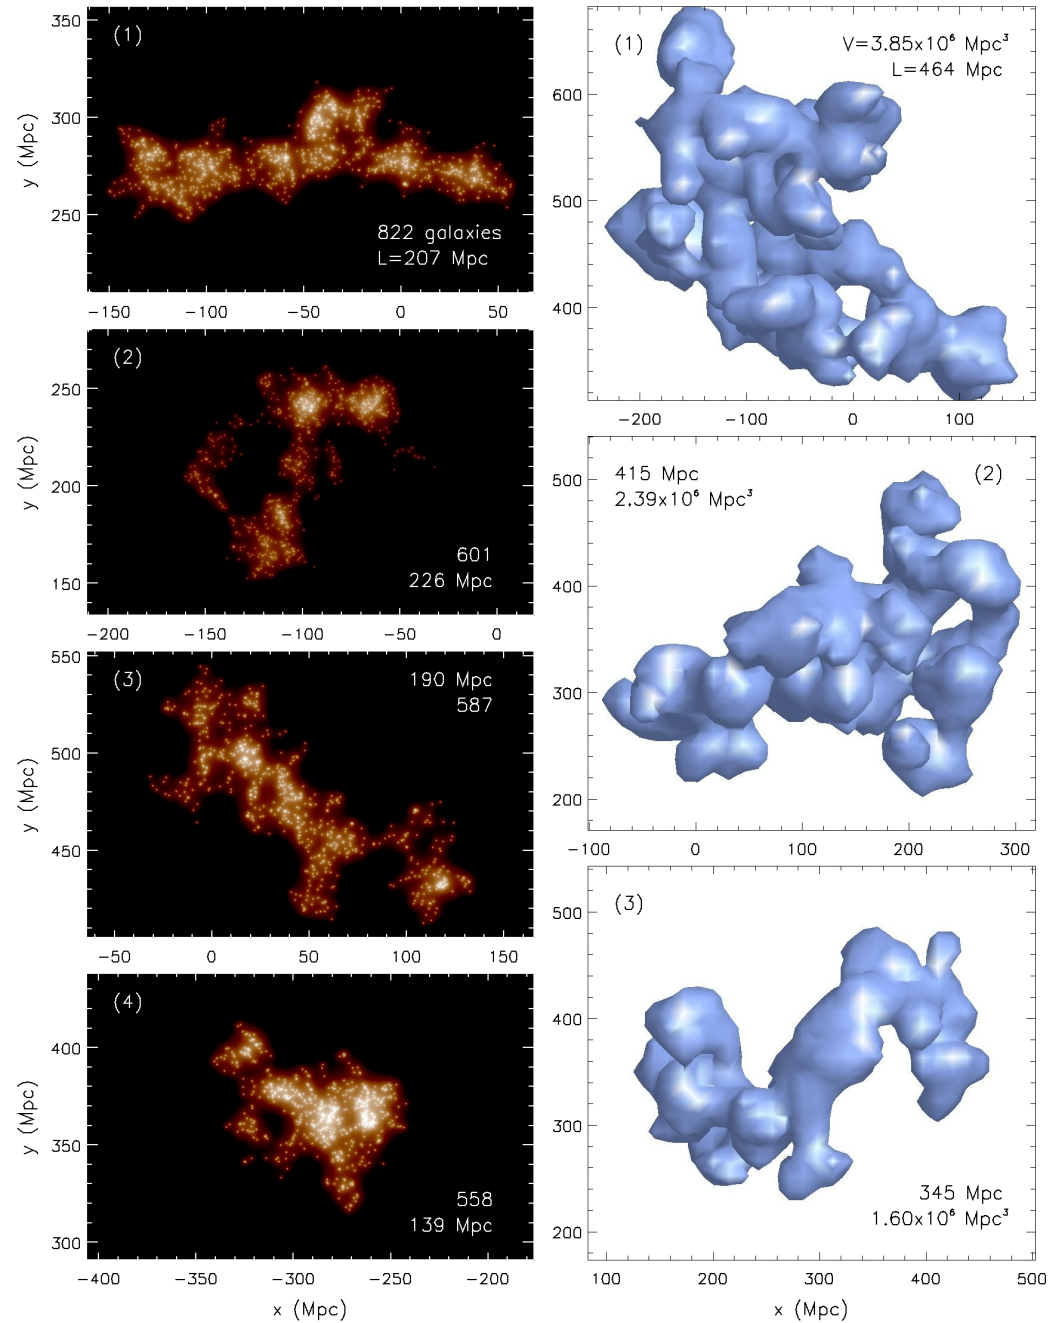 350
300
250
y (Mpc)
(1)
822 galaxies
L=207 Mpc
−150 −100 −50 0 50
250
200
150
y (Mpc)
(2)
601
226 Mpc
−200 −150 −100 −50 0
550
500
450
y (Mpc)
(3)
190 Mpc
587
−50 0 50 100 150
400
350
300
y (Mpc)
(4)
558
139 Mpc
−400 −350 −300 −250 −200
x (Mpc)
(1)
V=3.85x10⁶ Mpc³
L=464 Mpc
600
500
400
−200 −100 0 100
415 Mpc
2.39x10⁶ Mpc³
(2)
500
400
300
200
−100 0 100 200 300
(3)
500
400
300
200
345 Mpc
1.60x10⁶ Mpc³
100 200 300 400 500
x (Mpc)